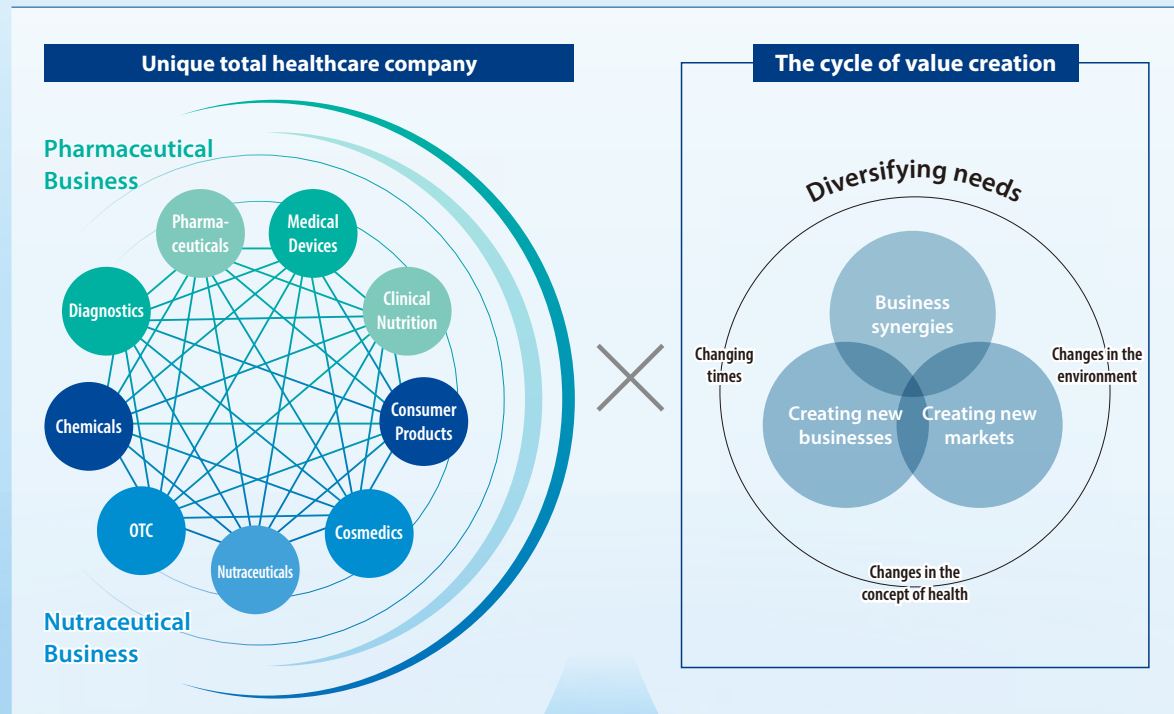 Unique total healthcare company
Pharmaceutical
Business
Pharma-
ceuticals
Medical
Devices
Diagnostics
Clinical
Nutrition
Chemicals
Consumer
Products
OTC
Cosmedics
Nutraceuticals
Nutraceutical
Business
The cycle of value creation
Diversifying needs
Business
synergies
Changing
times
Changes in the
environment
Creating new
businesses
Creating new
markets
Changes in the
concept of health